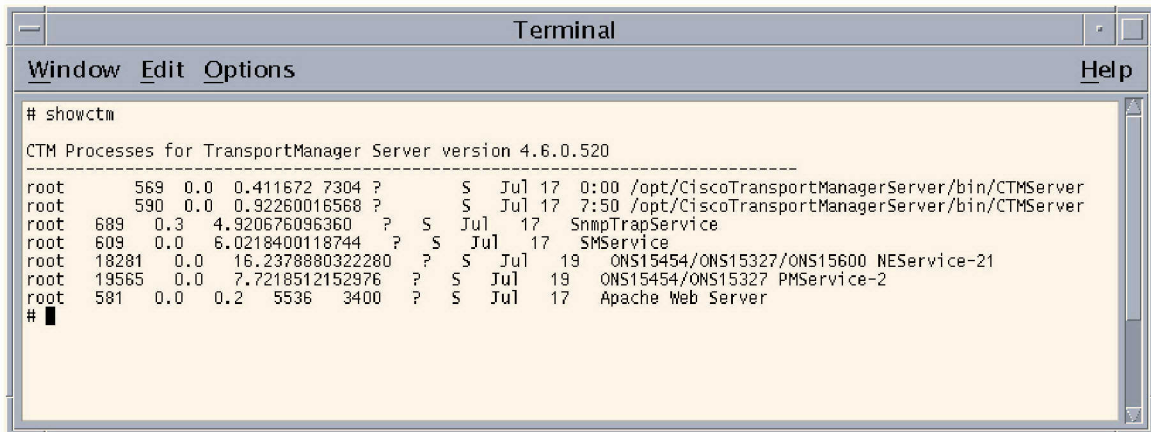 Terminal
Window Edit Options Help
# showctm
CTM Processes for TransportManager Server version 4.6.0.520
--------------------------------------------------------------------------------
root 569 0.0 0.411672 7304 ? S Jul 17 0:00 /opt/CiscoTransportManagerServer/bin/CTMServer
root 590 0.0 0.92260016568 ? S Jul 17 7:50 /opt/CiscoTransportManagerServer/bin/CTMServer
root 689 0.3 4.920676096360 ? S Jul 17 SnmpTrapService
root 609 0.0 6.0218400118744 ? S Jul 17 SMService
root 18281 0.0 16.2378880322280 ? S Jul 19 ONS15454/ONS15327/ONS15600 NEService-21
root 19565 0.0 7.7218512152976 ? S Jul 19 ONS15454/ONS15327 PMService-2
root 581 0.0 0.2 5536 3400 ? S Jul 17 Apache Web Server
#